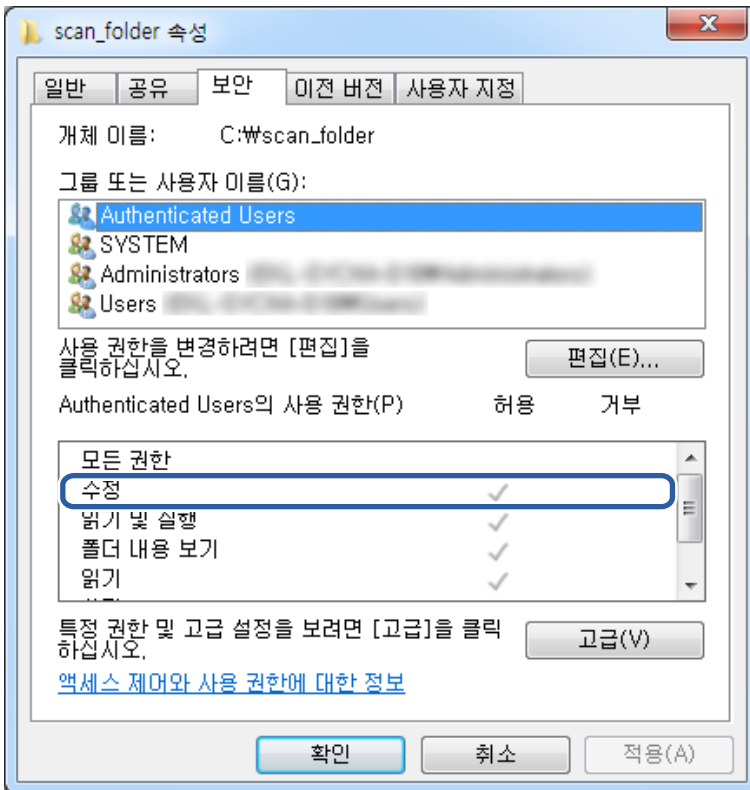 scan_folder 속성
일반 공유 보안 이전 버전 사용자 지정
개체 이름: C:₩scan_folder
그룹 또는 사용자 이름(G):
Authenticated Users
SYSTEM
Administrators
Users
사용 권한을 변경하려면 [편집]을
클릭하십시오.
편집(E)...
Authenticated Users의 사용 권한(P) 허용 거부
모든 권한
수정
읽기 및 실행
폴더 내용 보기
읽기
특정 권한 및 고급 설정을 보려면 [고급]을 클릭
하십시오.
고급(V)
액세스 제어와 사용 권한에 대한 정보
확인 취소 적용(A)